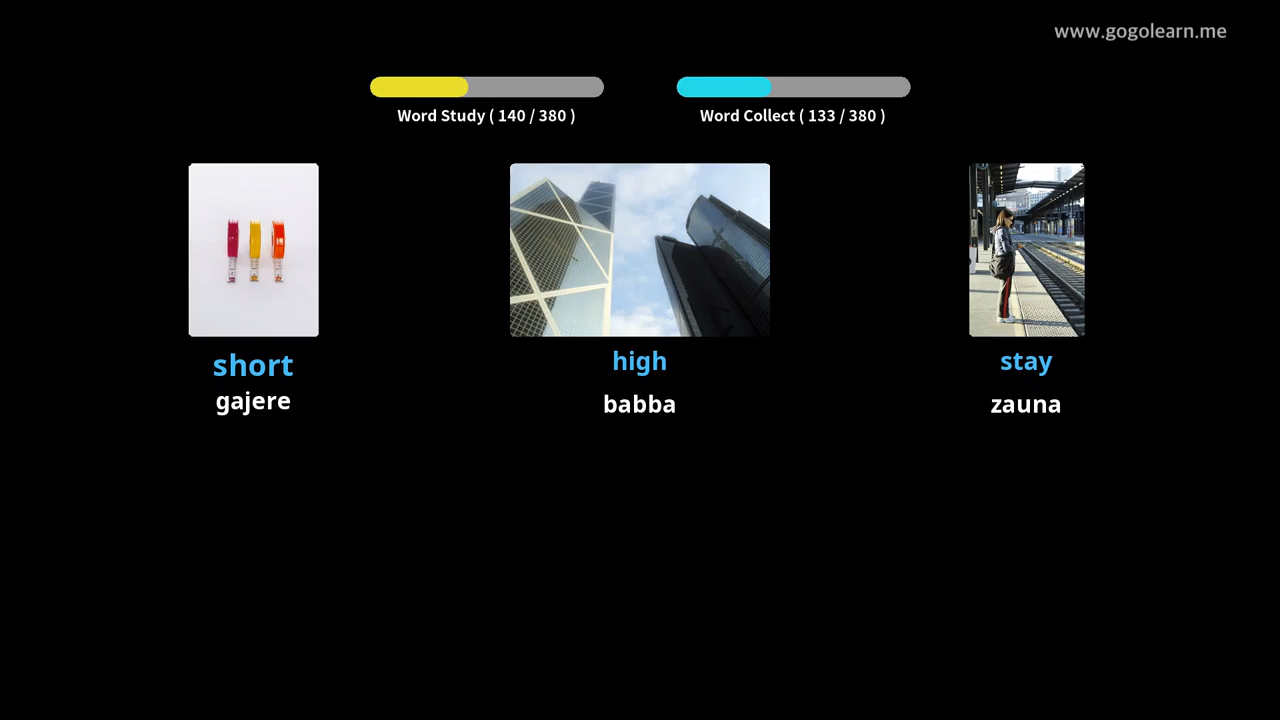 www.gogolearn.me
Word Study ( 140 / 380 )
Word Collect ( 133 / 380 )
short
gajere
high
babba
stay
zauna